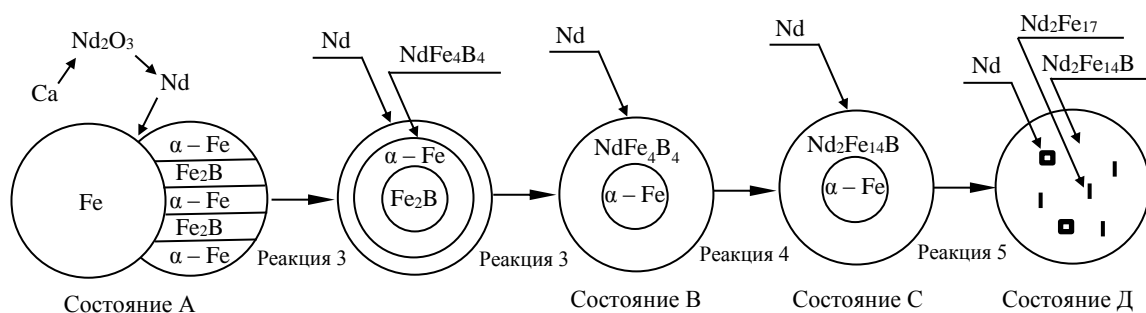 Nd₂O₃
Ca
Nd
Fe
α – Fe
Fe₂B
α – Fe
Fe₂B
α – Fe
Состояние А
Реакция 3
Nd
NdFe₄B₄
α – Fe
Fe₂B
Реакция 3
Nd
NdFe₄B₄
α – Fe
Состояние В
Реакция 4
Nd
Nd₂Fe₁₄B
α – Fe
Состояние С
Реакция 5
Nd₂Fe₁₇
Nd₂Fe₁₄B
Nd
Состояние Д